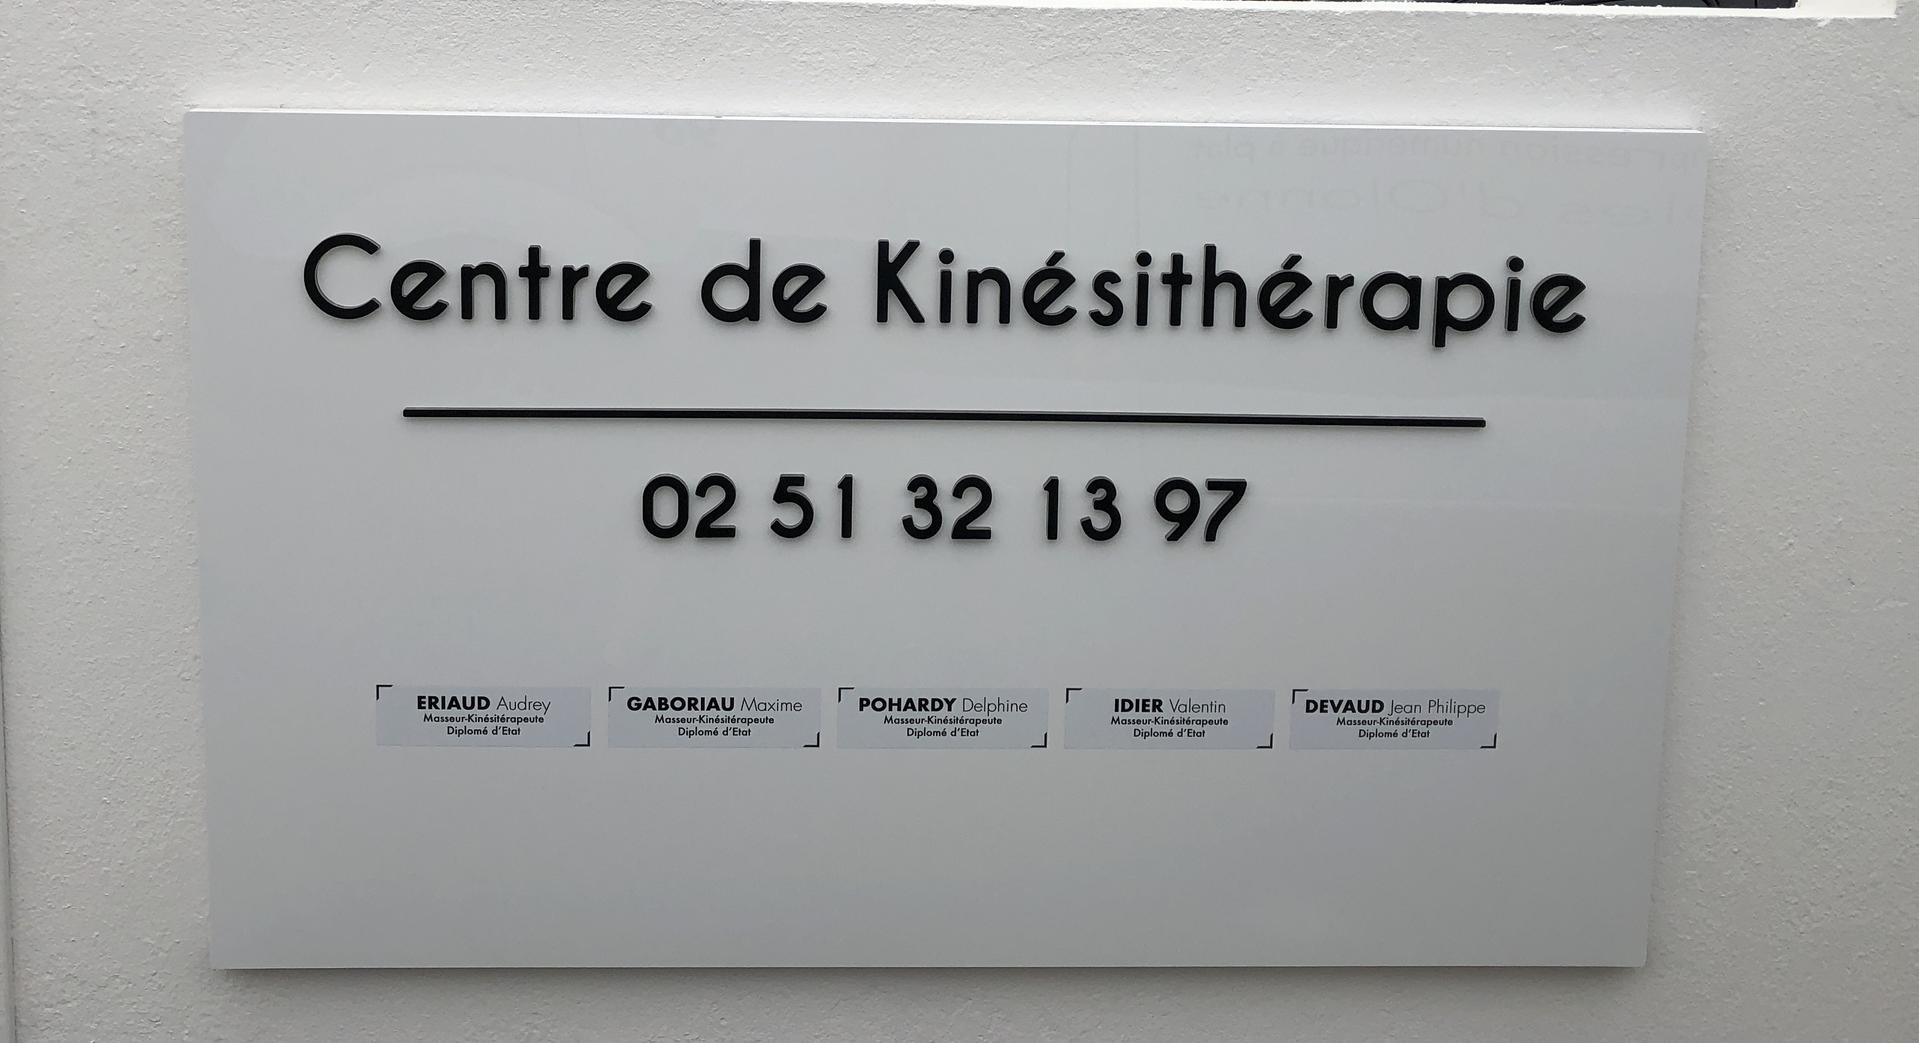 Centre de Kinésithérapie
02 51 32 13 97
ERIAUD Audrey
Masseur-Kinésitérapeute
Diplomé d'Etat
GABORIAU Maxime
Masseur-Kinésitérapeute
Diplomé d'Etat
POHARDY Delphine
Masseur-Kinésitérapeute
Diplomé d'Etat
IDIER Valentin
Masseur-Kinésitérapeute
Diplomé d'Etat
DEVAUD Jean Philippe
Masseur-Kinésitérapeute
Diplomé d'Etat